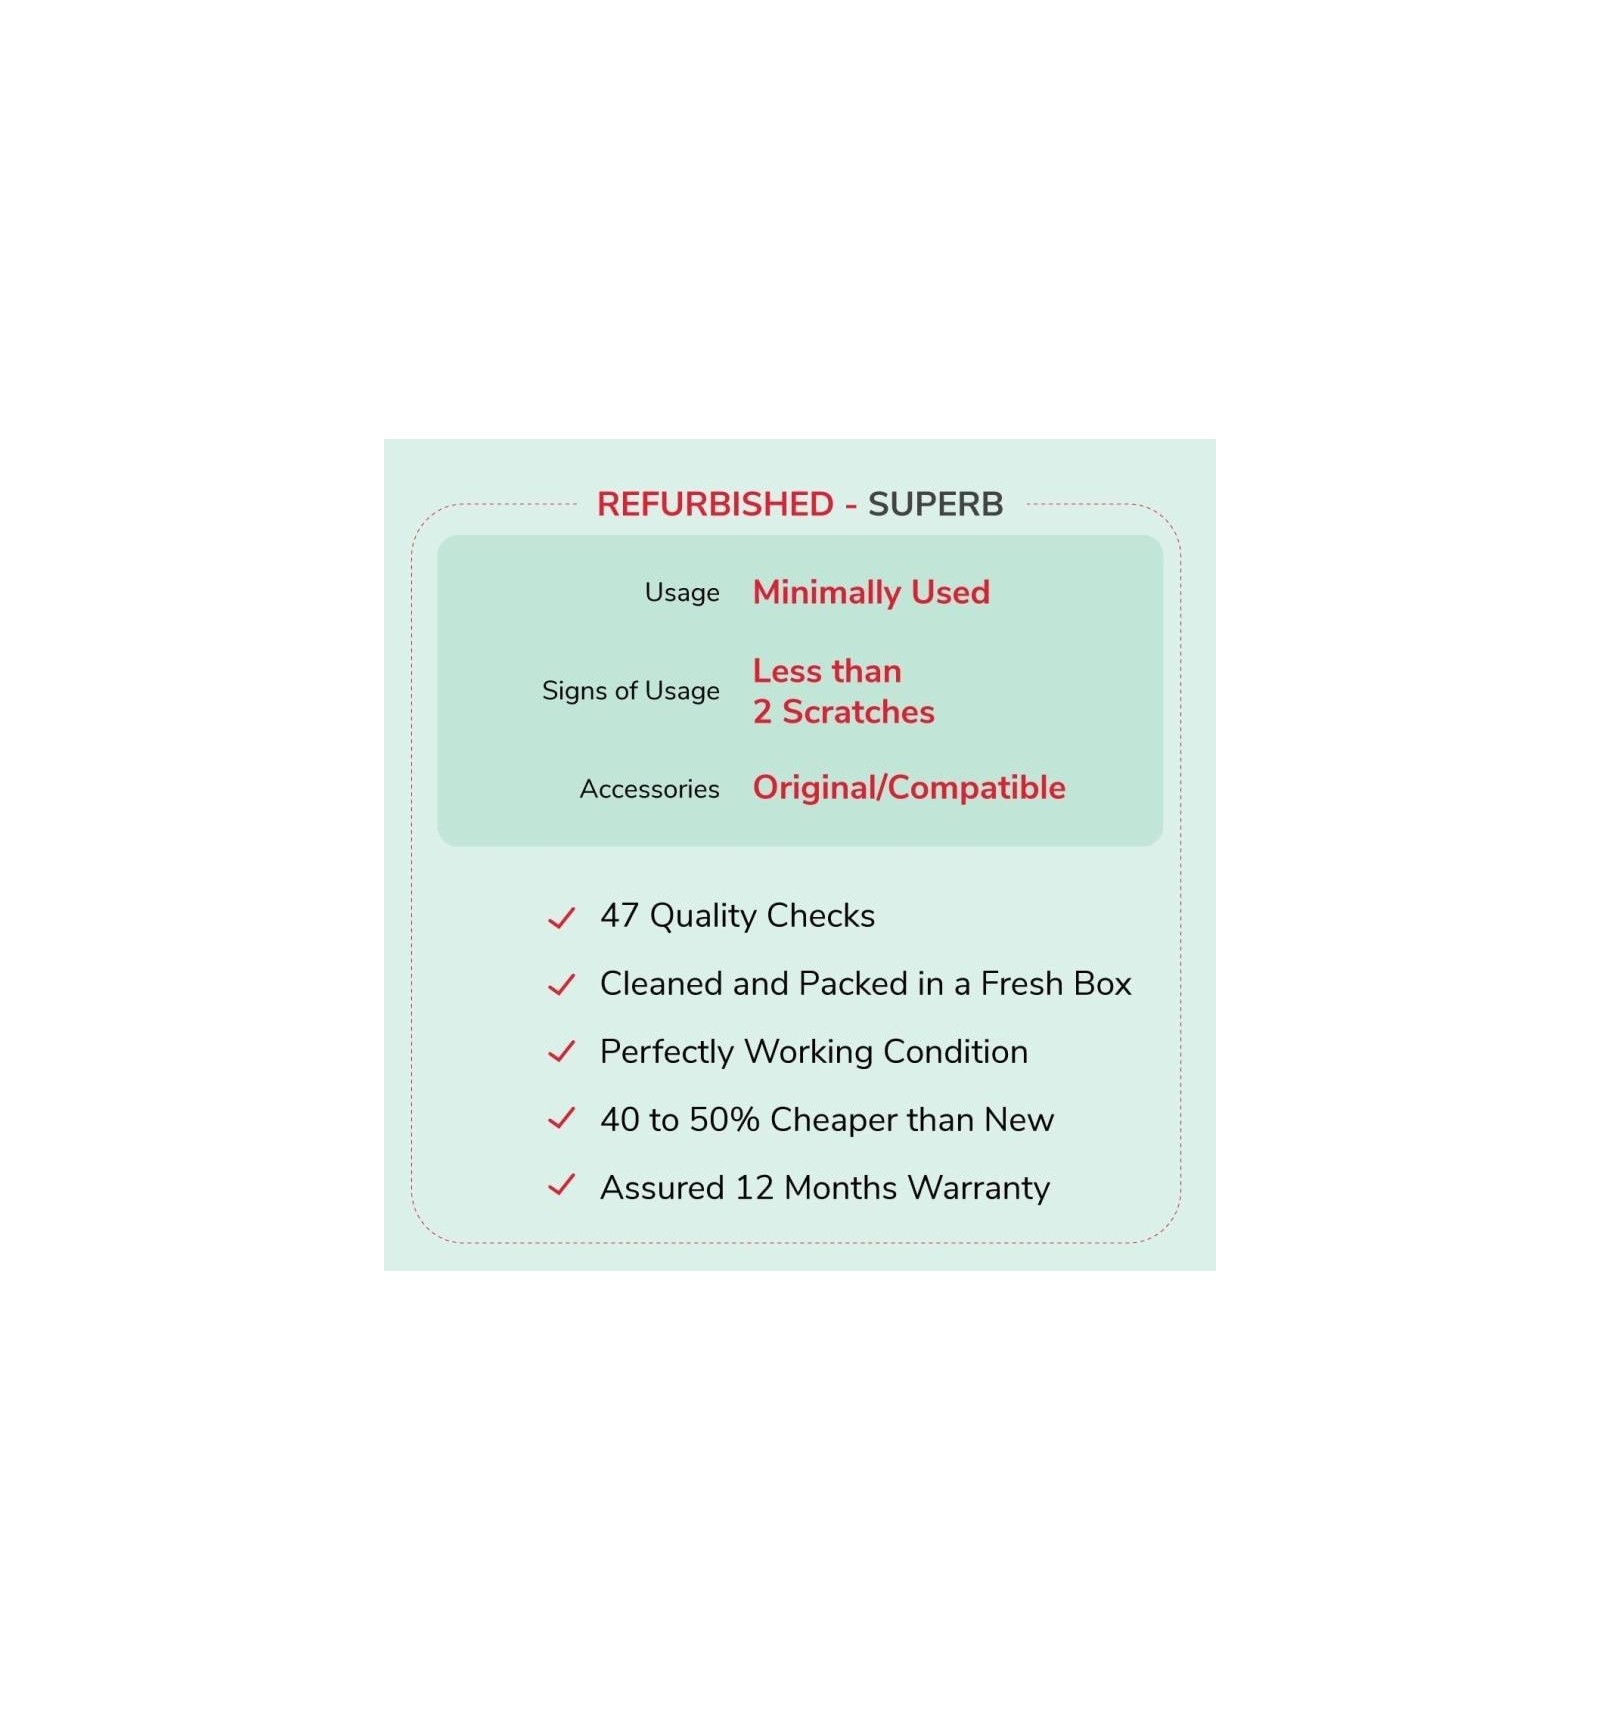 REFURBISHED - SUPERB
Usage Minimally Used
Signs of Usage Less than
2 Scratches
Accessories Original/Compatible
47 Quality Checks
Cleaned and Packed in a Fresh Box
Perfectly Working Condition
40 to 50% Cheaper than New
Assured 12 Months Warranty